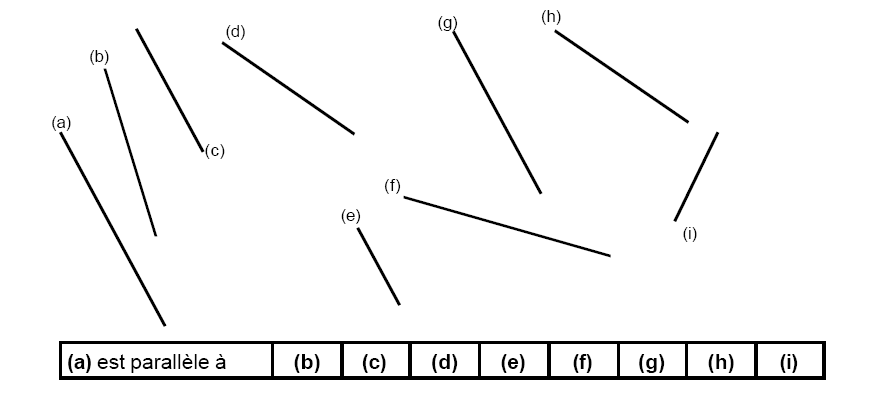 (g)
(h)
(d)
(b)
(a)
(c)
(f)
(e)
(i)
(a) est parallèle à (b) (c) (d) (e) (f) (g) (h) (i)